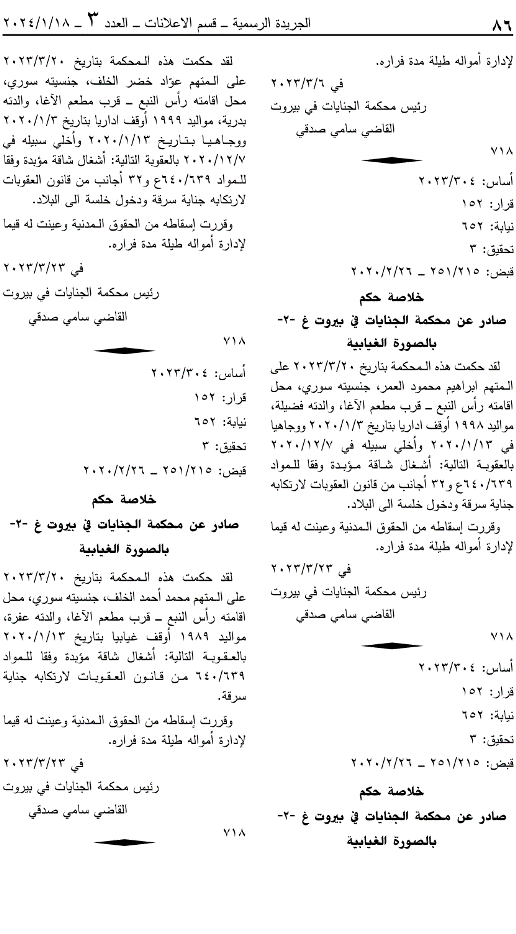 ٨٦
الجريدة الرسمية ــ قسم الاعلانات ــ العدد ٣ ــ ٢٠٢٤/١/١٨
لإدارة أمواله طيلة مدة فراره.
في ٢٠٢٣/٣/٦
رئيس محكمة الجنايات في بيروت
القاضي سامي صدقي
٧١٨
أساس: ٢٠٢٣/٣٠٤
قرار: ١٥٢
نيابة: ٦٥٢
تحقيق: ٣
قبض: ٢٥١/٢١٥ ــ ٢٠٢٠/٢/٢٦
خلاصة حكم
صادر عن محكمة الجنايات في بيروت غ -٢-
بالصورة الغيابية
لقد حكمت هذه المحكمة بتاريخ ٢٠٢٣/٣/٢٠ على
المتهم ابراهيم محمود العمر، جنسيته سوري، محل
اقامته رأس النبع ــ قرب مطعم الآغا، والدته فضيلة،
مواليد ١٩٩٨ أوقف اداريا بتاريخ ٢٠٢٠/١/٣ ووجاهيا
في ٢٠٢٠/١/١٣ وأخلي سبيله في ٢٠٢٠/١٢/٧
بالعقوبة التالية: أشغال شاقة مؤبدة وفقا للمواد
٦٤٠/٦٣٩ع و٣٢ أجانب من قانون العقوبات لارتكابه
جناية سرقة ودخول خلسة الى البلاد.
وقررت إسقاطه من الحقوق المدنية وعينت له قيما
لإدارة أمواله طيلة مدة فراره.
في ٢٠٢٣/٣/٢٣
رئيس محكمة الجنايات في بيروت
القاضي سامي صدقي
٧١٨
أساس: ٢٠٢٣/٣٠٤
قرار: ١٥٢
نيابة: ٦٥٢
تحقيق: ٣
قبض: ٢٥١/٢١٥ ــ ٢٠٢٠/٢/٢٦
خلاصة حكم
صادر عن محكمة الجنايات في بيروت غ -٢-
بالصورة الغيابية
لقد حكمت هذه المحكمة بتاريخ ٢٠٢٣/٣/٢٠
على المتهم عوّاد خضر الخلف، جنسيته سوري،
محل اقامته رأس النبع ــ قرب مطعم الآغا، والدته
بدرية، مواليد ١٩٩٩ أوقف اداريا بتاريخ ٢٠٢٠/١/٣
ووجاهيا بتاريخ ٢٠٢٠/١/١٣ وأخلي سبيله في
٢٠٢٠/١٢/٧ بالعقوبة التالية: أشغال شاقة مؤبدة وفقا
للمواد ٦٤٠/٦٣٩ع و٣٢ أجانب من قانون العقوبات
لارتكابه جناية سرقة ودخول خلسة الى البلاد.
وقررت إسقاطه من الحقوق المدنية وعينت له قيما
لإدارة أمواله طيلة مدة فراره.
في ٢٠٢٣/٣/٢٣
رئيس محكمة الجنايات في بيروت
القاضي سامي صدقي
٧١٨
أساس: ٢٠٢٣/٣٠٤
قرار: ١٥٢
نيابة: ٦٥٢
تحقيق: ٣
قبض: ٢٥١/٢١٥ ــ ٢٠٢٠/٢/٢٦
خلاصة حكم
صادر عن محكمة الجنايات في بيروت غ -٢-
بالصورة الغيابية
لقد حكمت هذه المحكمة بتاريخ ٢٠٢٣/٣/٢٠
على المتهم محمد أحمد الخلف، جنسيته سوري، محل
اقامته رأس النبع ــ قرب مطعم الآغا، والدته عفرة،
مواليد ١٩٨٩ أوقف غيابيا بتاريخ ٢٠٢٠/١/١٣
بالعقوبة التالية: أشغال شاقة مؤبدة وفقا للمواد
٦٤٠/٦٣٩ من قانون العقوبات لارتكابه جناية
سرقة.
وقررت إسقاطه من الحقوق المدنية وعينت له قيما
لإدارة أمواله طيلة مدة فراره.
في ٢٠٢٣/٣/٢٣
رئيس محكمة الجنايات في بيروت
القاضي سامي صدقي
٧١٨